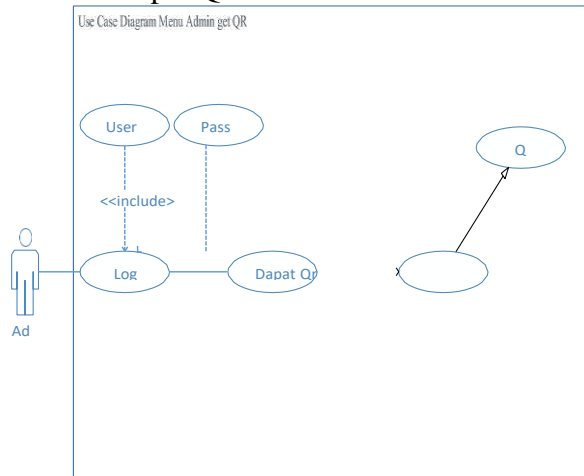 Use Case Diagram Menu Admin get QR
User
Pass
Q
<<include>
Log
Dapat Qr
Ad